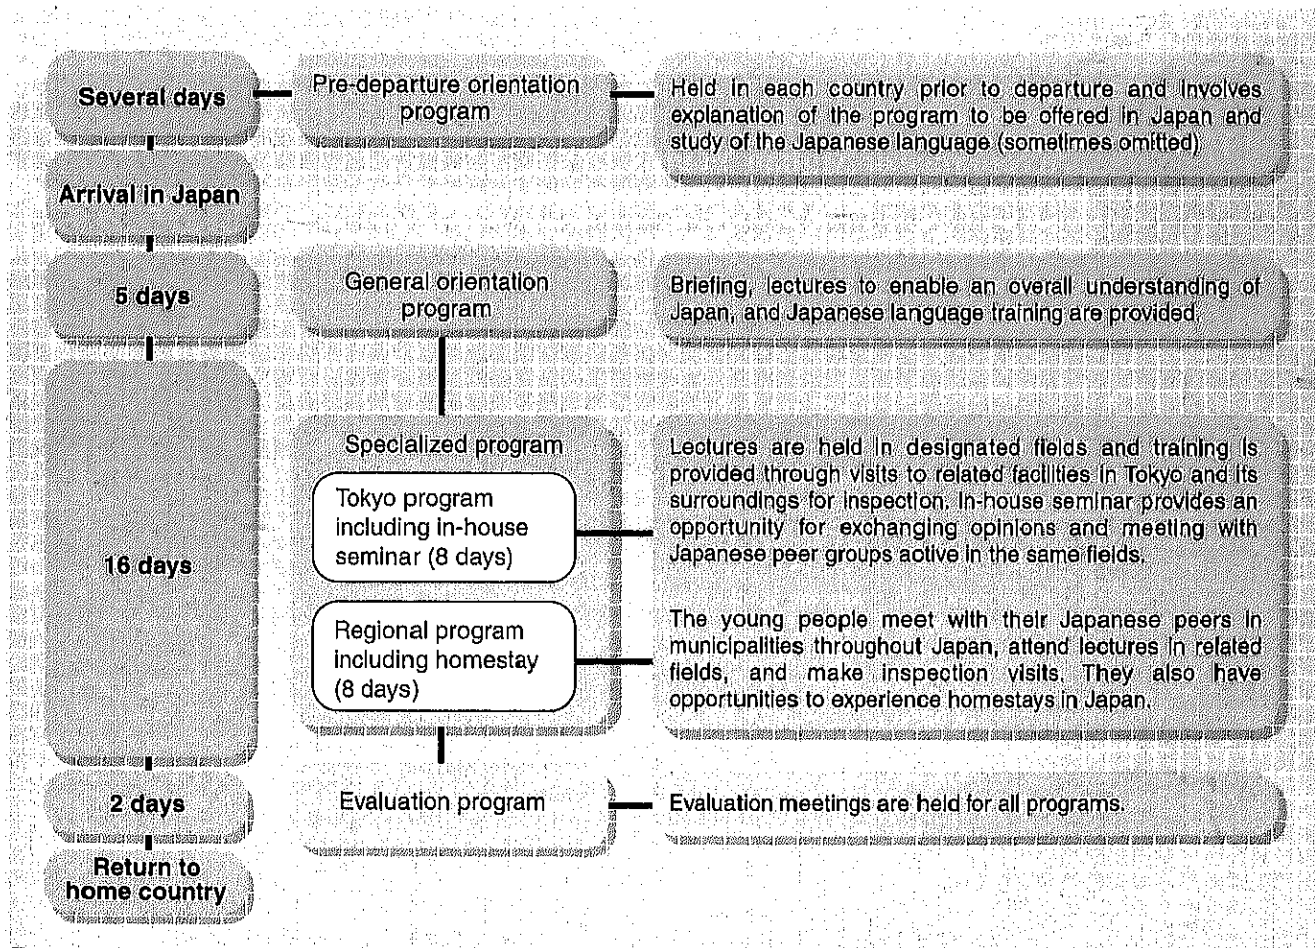 Several days
Pre-departure orientation
program
Held in each country prior to departure and involves
explanation of the program to be offered in Japan and
study of the Japanese language (sometimes omitted)
Arrival in Japan
5 days
General orientation
program
Briefing, lectures to enable an overall understanding of
Japan, and Japanese language training are provided.
16 days
Specialized program
Tokyo program
including in-house
seminar (8 days)
Lectures are held in designated fields and training is
provided through visits to related facilities in Tokyo and its
surroundings for inspection. In-house seminar provides an
opportunity for exchanging opinions and meeting with
Japanese peer groups active in the same fields.
Regional program
including homestay
(8 days)
The young people meet with their Japanese peers in
municipalities throughout Japan, attend lectures in related
fields, and make inspection visits. They also have
opportunities to experience homestays in Japan.
2 days
Evaluation program
Evaluation meetings are held for all programs.
Return to
home country